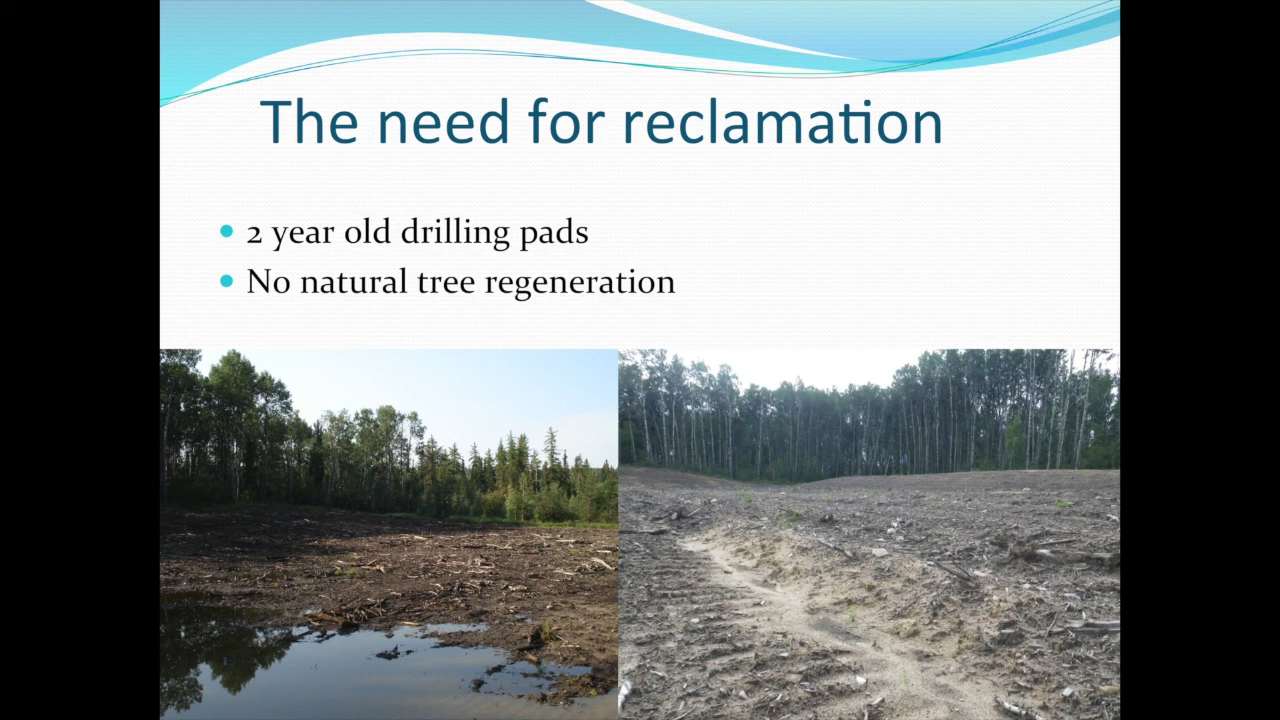 The need for reclamation
2 year old drilling pads
No natural tree regeneration